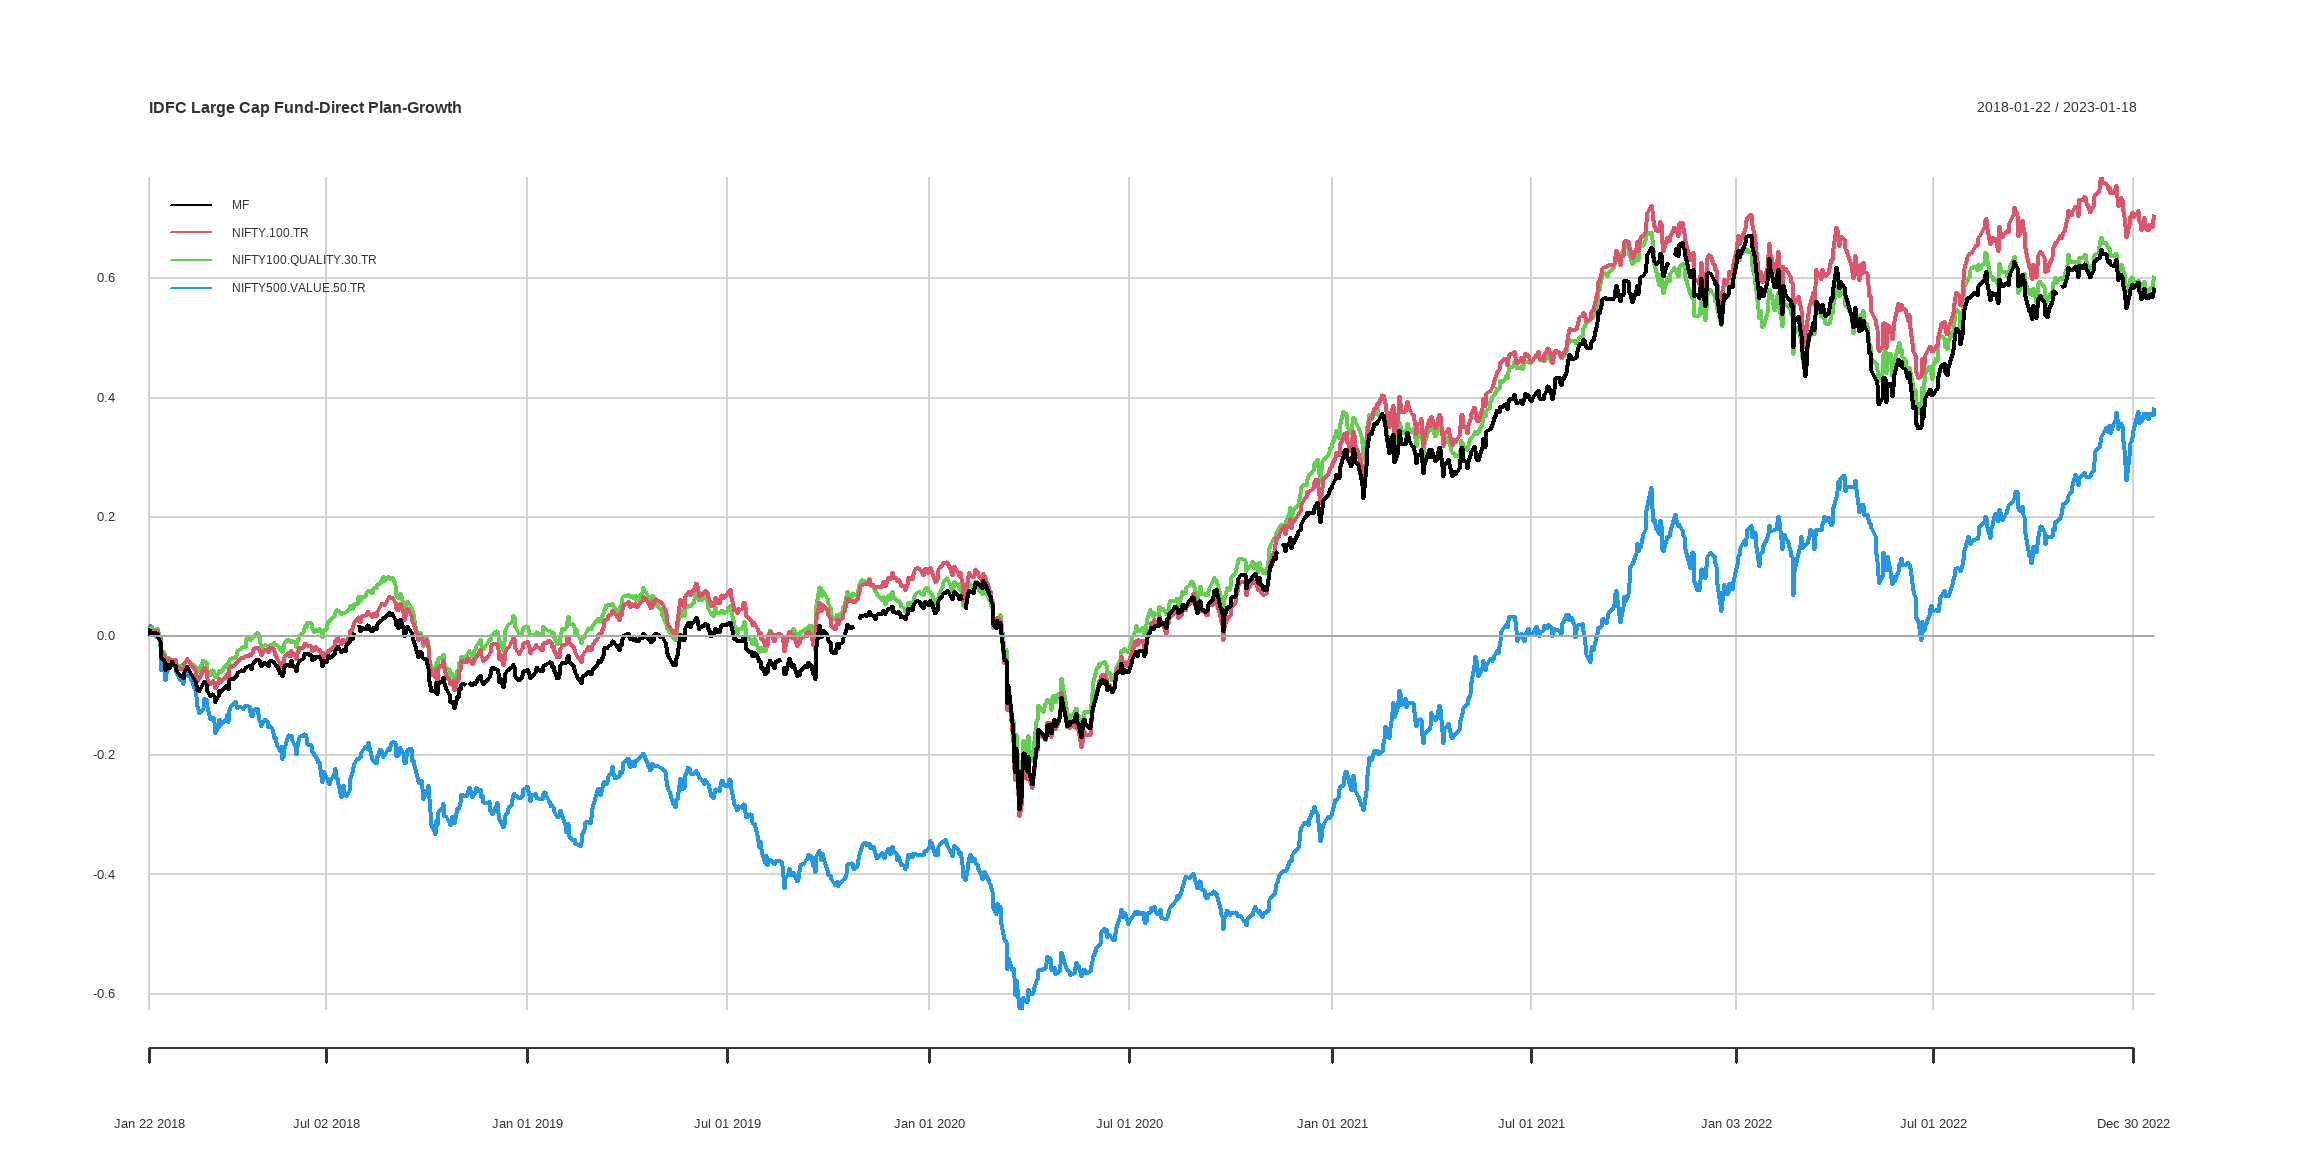 IDFC Large Cap Fund-Direct Plan-Growth
2018-01-22 / 2023-01-18
MF
NIFTY.100.TR
NIFTY100.QUALITY.30.TR
NIFTY500.VALUE.50.TR
0.6
0.4
0.2
0.0
-0.2
-0.4
-0.6
Jan 22 2018
Jul 02 2018
Jan 01 2019
Jul 01 2019
Jan 01 2020
Jul 01 2020
Jan 01 2021
Jul 01 2021
Jan 03 2022
Jul 01 2022
Dec 30 2022